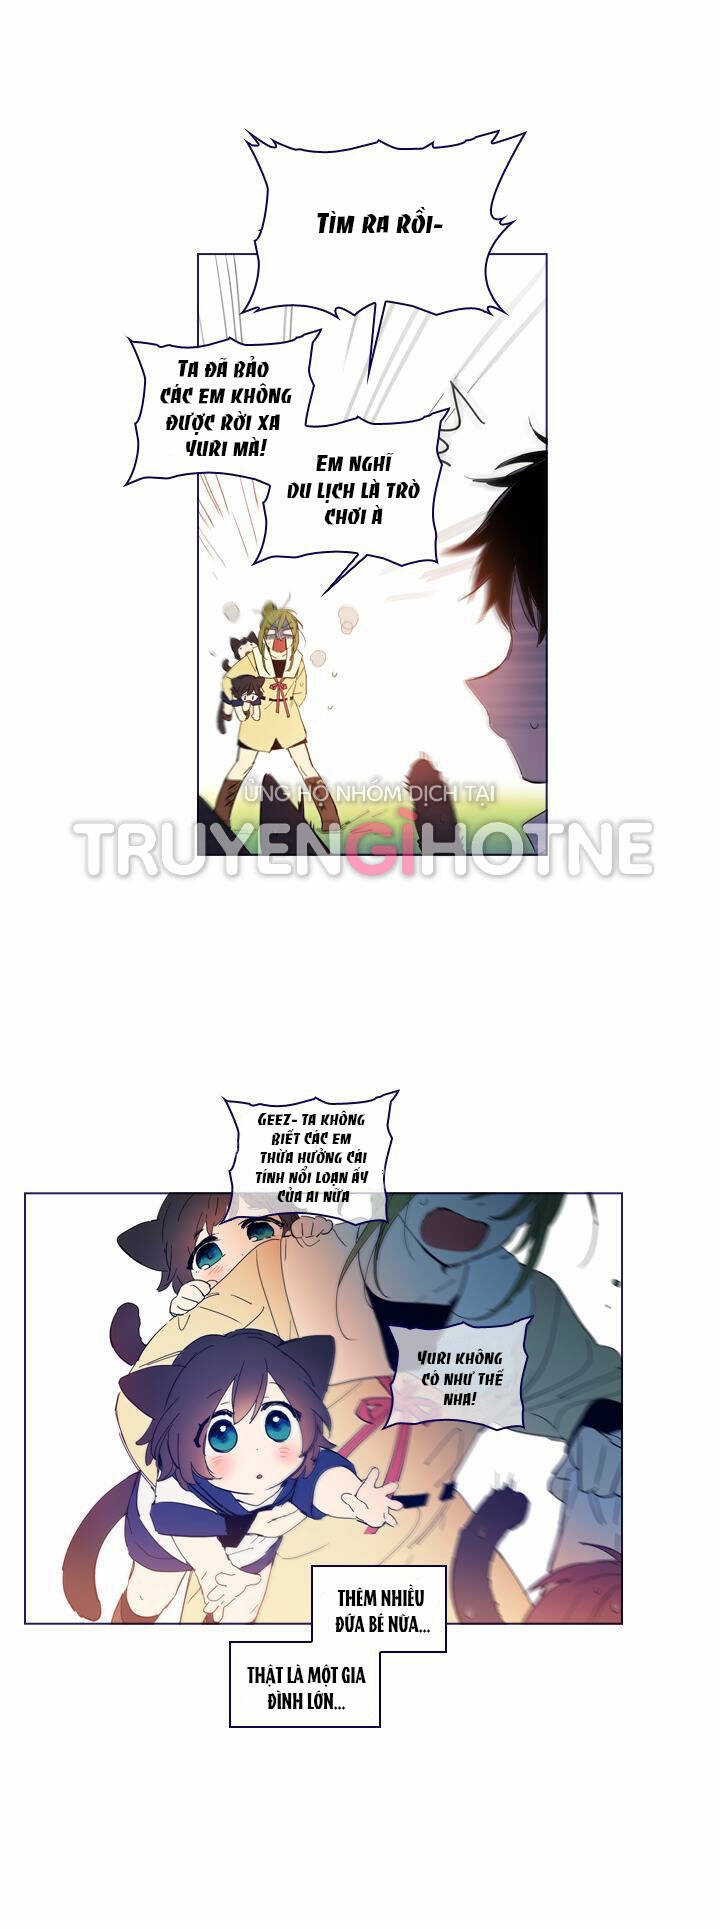 TÌM RA RỒI-
TA ĐÃ BẢO
CÁC EM KHÔNG
ĐƯỢC RỜI XA
YURI MÀ!
EM NGHĨ
DU LỊCH LÀ TRÒ
CHƠI À
ỦNG HỘ NHÓM DỊCH TẠI
TRUYENGÌHOTNE
GEEZ- TA KHÔNG
BIẾT CÁC EM
THỪA HƯỞNG CÁI
TÍNH NỔI LOẠN ẤY
CỦA AI NỮA
YURI KHÔNG
CÓ NHƯ THẾ
NHA!
THÊM NHIỀU
ĐỨA BÉ NỮA...
THẬT LÀ MỘT GIA
ĐÌNH LỚN...